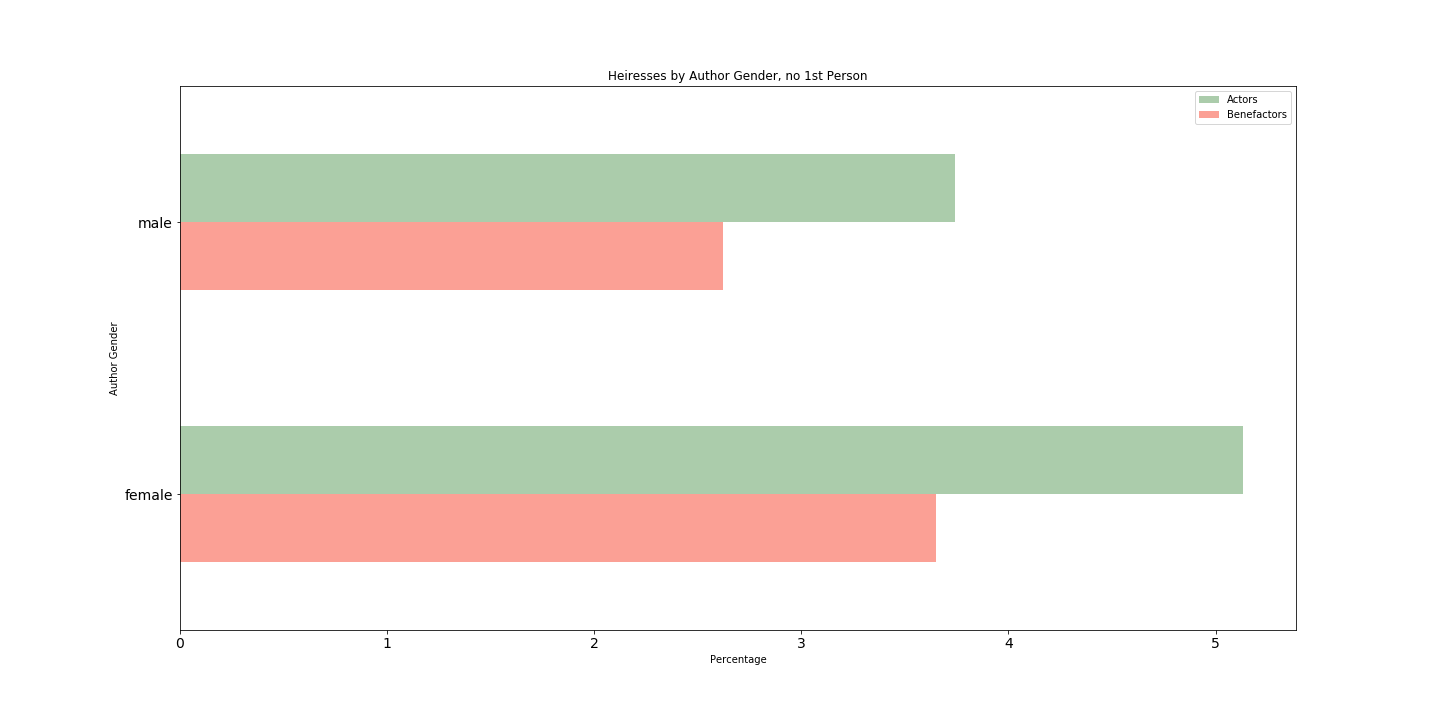 Heiresses by Author Gender, no 1st Person
Actors
Benefactors
male
female
Author Gender
0 1 2 3 4 5
Percentage